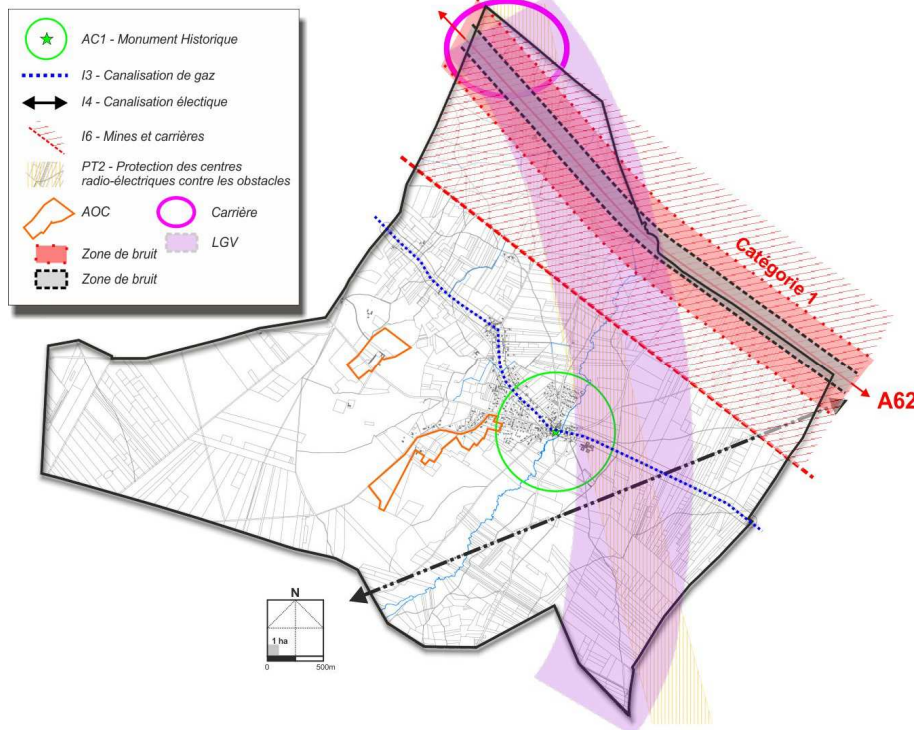 AC1 - Monument Historique
I3 - Canalisation de gaz
I4 - Canalisation électique
I6 - Mines et carrières
PT2 - Protection des centres
radio-électriques contre les obstacles
AOC
Carrière
LGV
Zone de bruit
Zone de bruit
Catégorie 1
A62
N
1 ha
0 500m